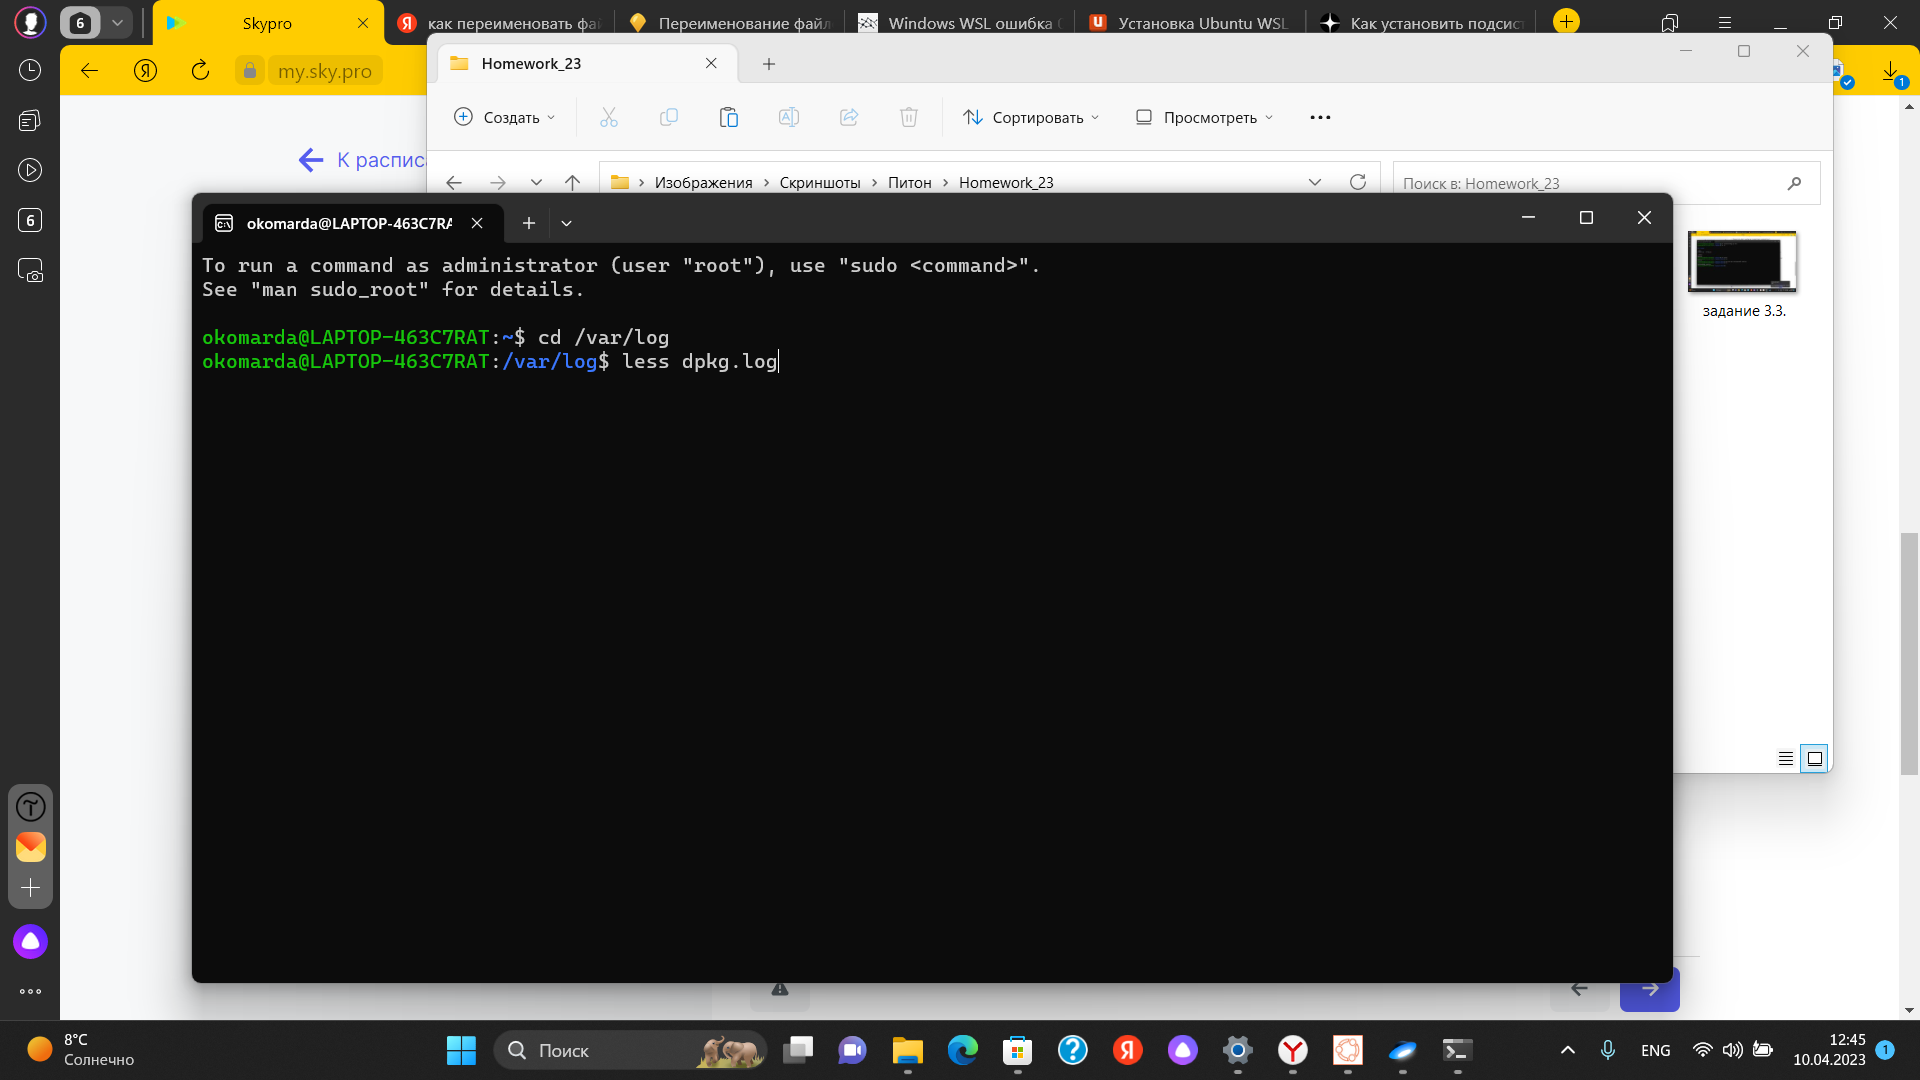 6
Skypro
как переименовать фай
Переименование файл
Windows WSL ошибка
Установка Ubuntu WSL
Как установить подсист
my.sky.pro
Homework_23
Создать
Сортировать
Просмотреть
К расписа
Изображения
Скриншоты
Питон
Homework_23
Поиск в: Homework_23
6
okomarda@LAPTOP-463C7RA
To run a command as administrator (user "root"), use "sudo <command>".
See "man sudo_root" for details.
okomarda@LAPTOP-463C7RAT:~$ cd /var/log
okomarda@LAPTOP-463C7RAT:/var/log$ less dpkg.log
задание 3.3.
8°C
Солнечно
Поиск
ENG
12:45
10.04.2023
1